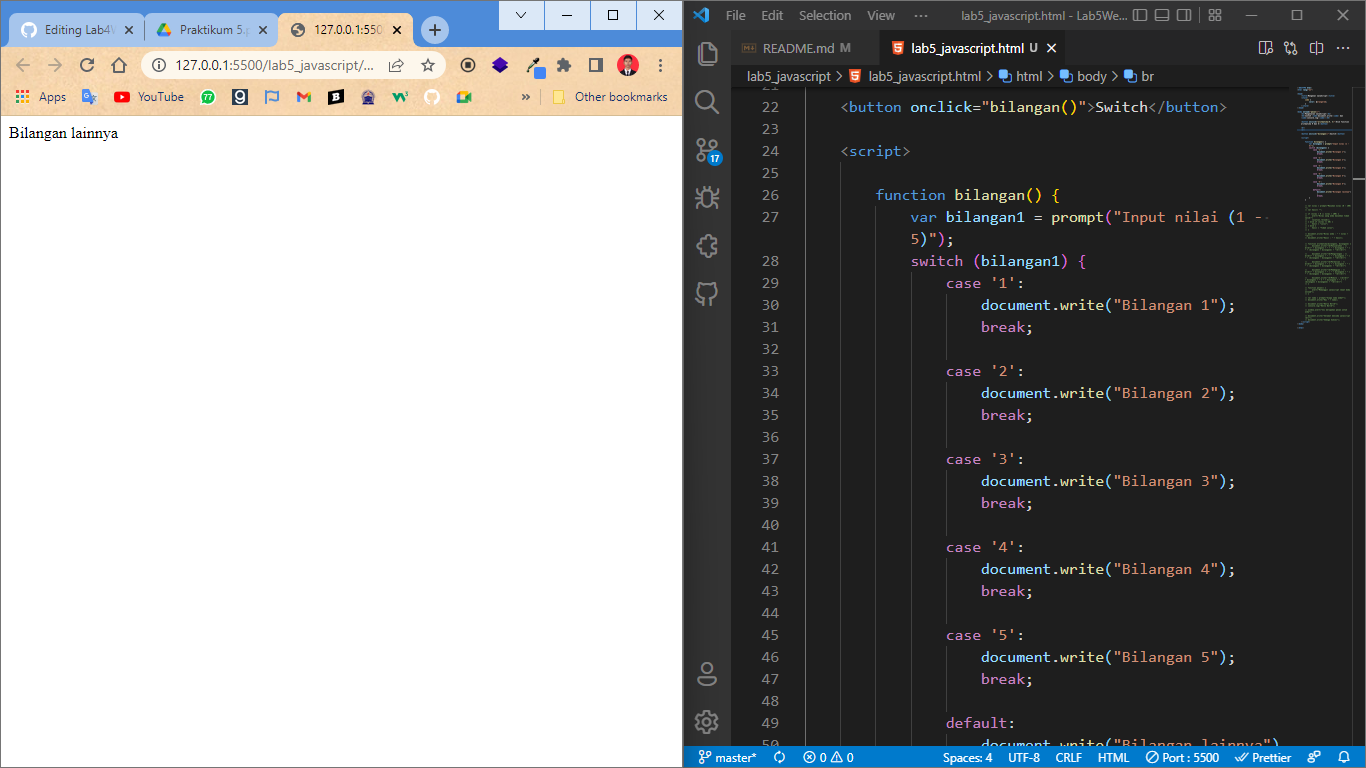 Editing Lab4W
Praktikum 5.p
127.0.0.1:550
127.0.0.1:5500/lab5_javascript/...
Apps
YouTube
77
»
Other bookmarks
Bilangan lainnya
File Edit Selection View ··· lab5_javascript.html - Lab5We...
README.md M
lab5_javascript.html U
lab5_javascript > lab5_javascript.html > html > body > br
17
21
22 <button onclick="bilangan()">Switch</button>
23
24 <script>
25
26 function bilangan() {
27 var bilangan1 = prompt("Input nilai (1 -
5)");
28 switch (bilangan1) {
29 case '1':
30 document.write("Bilangan 1");
31 break;
32
33 case '2':
34 document.write("Bilangan 2");
35 break;
36
37 case '3':
38 document.write("Bilangan 3");
39 break;
40
41 case '4':
42 document.write("Bilangan 4");
43 break;
44
45 case '5':
46 document.write("Bilangan 5");
47 break;
48
49 default:
50 document.write("Bilangan lainnya")
master* 0 0 Spaces: 4 UTF-8 CRLF HTML Port : 5500 Prettier